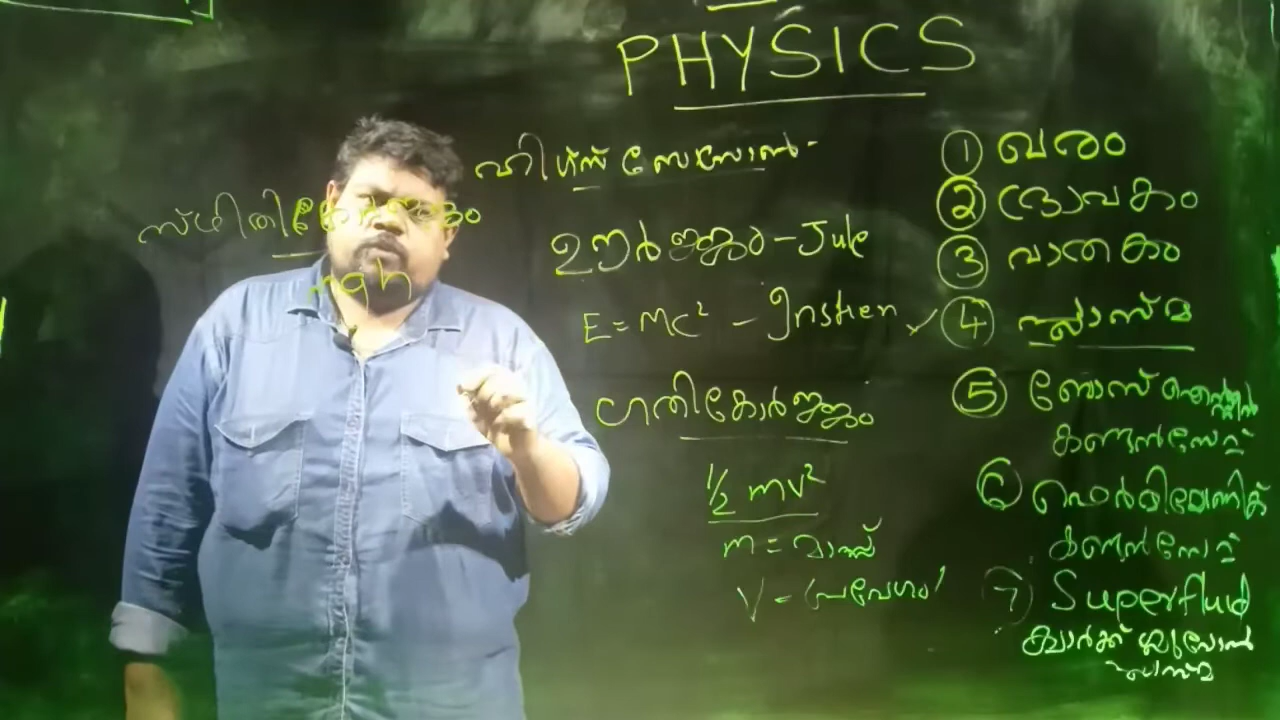 PHYSICS
ഹിഗ്സ് ബോസോൺ
ഊർജ്ജം - Jule
E = MC² - Instien
ഗതികോർജ്ജം
½ mv²
m = മാസ്
V = പ്രവേഗം
സ്ഥിതികോർജ്ജം
mgh
① ഖരം
② ദ്രാവകം
③ വാതകം
④ പ്ലാസ്മ
⑤ ബോസ് ഐൻസ്റ്റീൻ
കണ്ടൻസേറ്റ്
⑥ ഫെർമിയോണിക്
കണ്ടൻസേറ്റ്
⑦ Superfluid
ക്വാർക്ക് ഗ്ലൂവോൺ
പ്ലാസ്മ